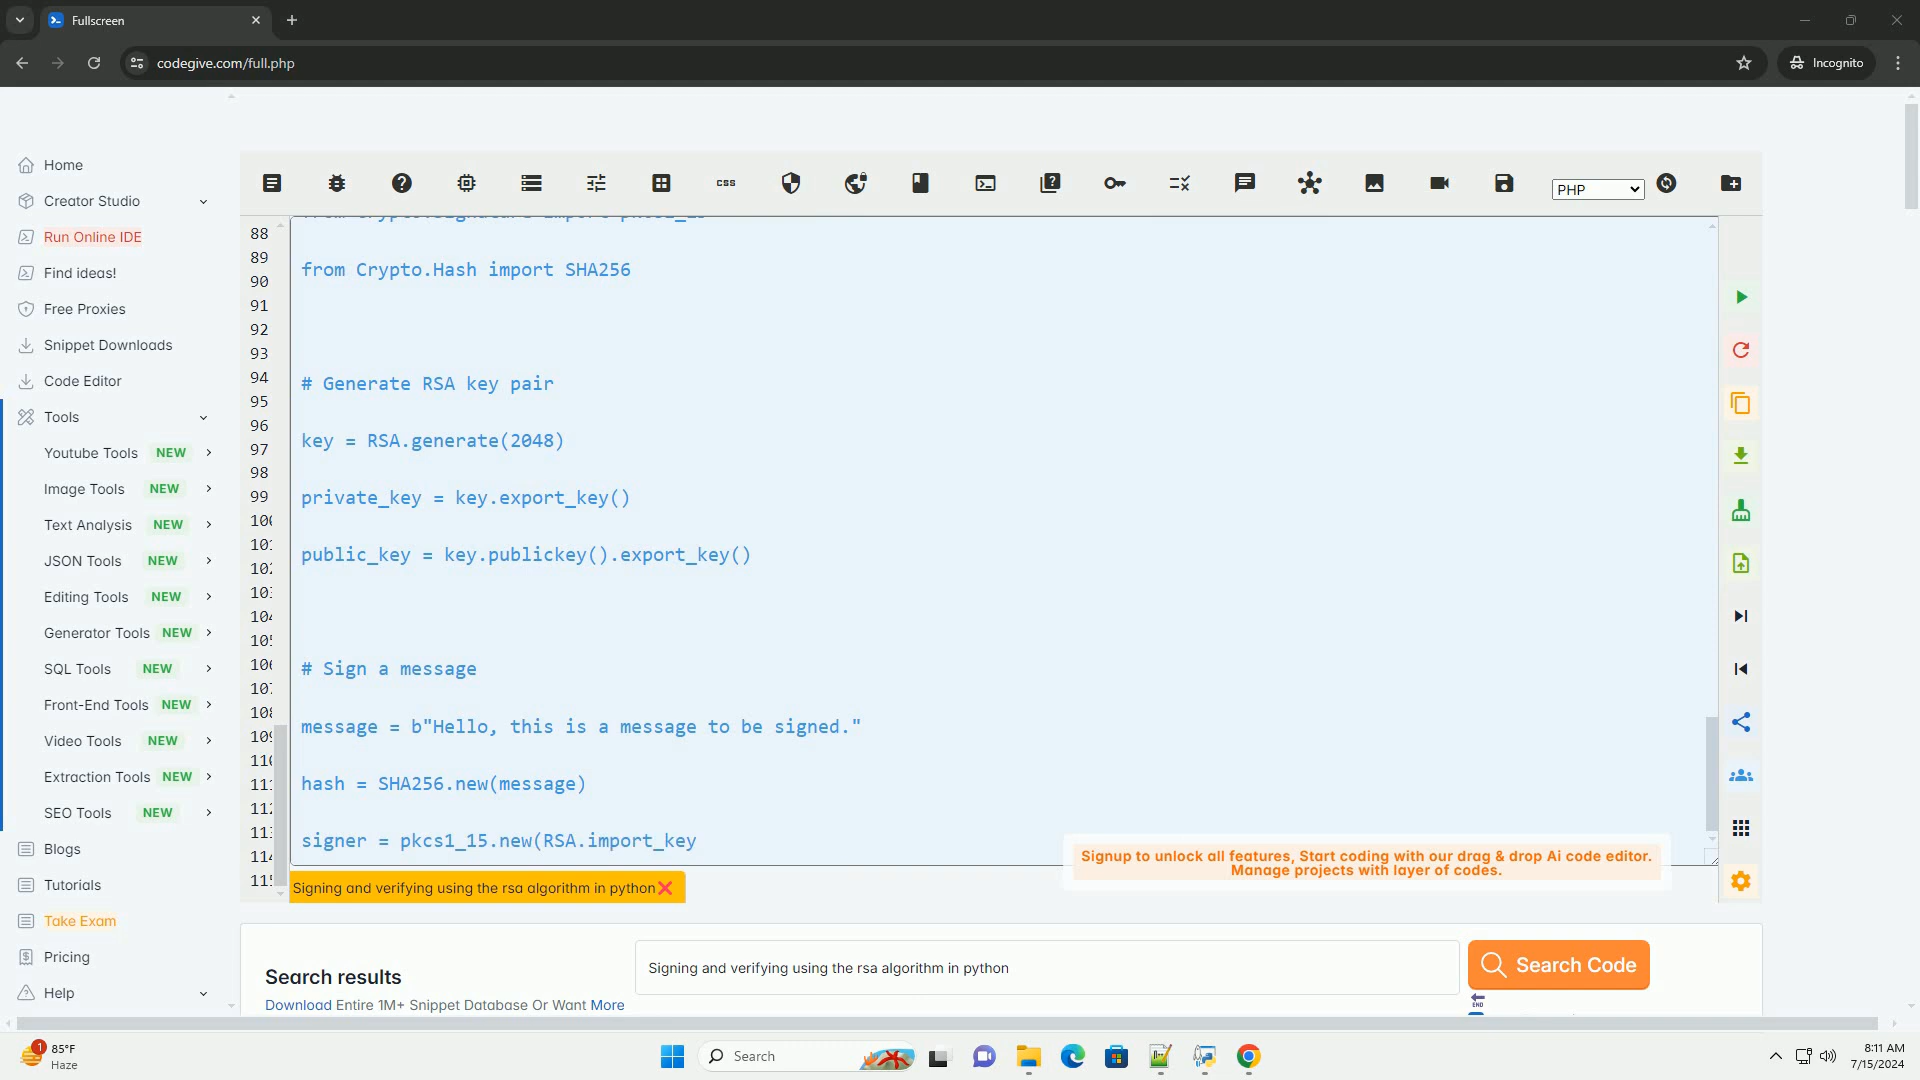 Fullscreen
codegive.com/full.php
Incognito
Home
Creator Studio
Run Online IDE
Find ideas!
Free Proxies
Snippet Downloads
Code Editor
Tools
Youtube Tools NEW
Image Tools NEW
Text Analysis NEW
JSON Tools NEW
Editing Tools NEW
Generator Tools NEW
SQL Tools NEW
Front-End Tools NEW
Video Tools NEW
Extraction Tools NEW
SEO Tools NEW
Blogs
Tutorials
Take Exam
Pricing
Help
css
PHP
88
89
90
91
92
93
94
95
96
97
98
99
from Crypto.Signature import pkcs1_15
from Crypto.Hash import SHA256
# Generate RSA key pair
key = RSA.generate(2048)
private_key = key.export_key()
public_key = key.publickey().export_key()
# Sign a message
message = b"Hello, this is a message to be signed."
hash = SHA256.new(message)
signer = pkcs1_15.new(RSA.import_key
Signup to unlock all features, Start coding with our drag & drop Ai code editor.
Manage projects with layer of codes.
Signing and verifying using the rsa algorithm in python
Search results
Download Entire 1M+ Snippet Database Or Want More
Signing and verifying using the rsa algorithm in python
Search Code
END
1
85°F
Haze
Search
8:11 AM
7/15/2024